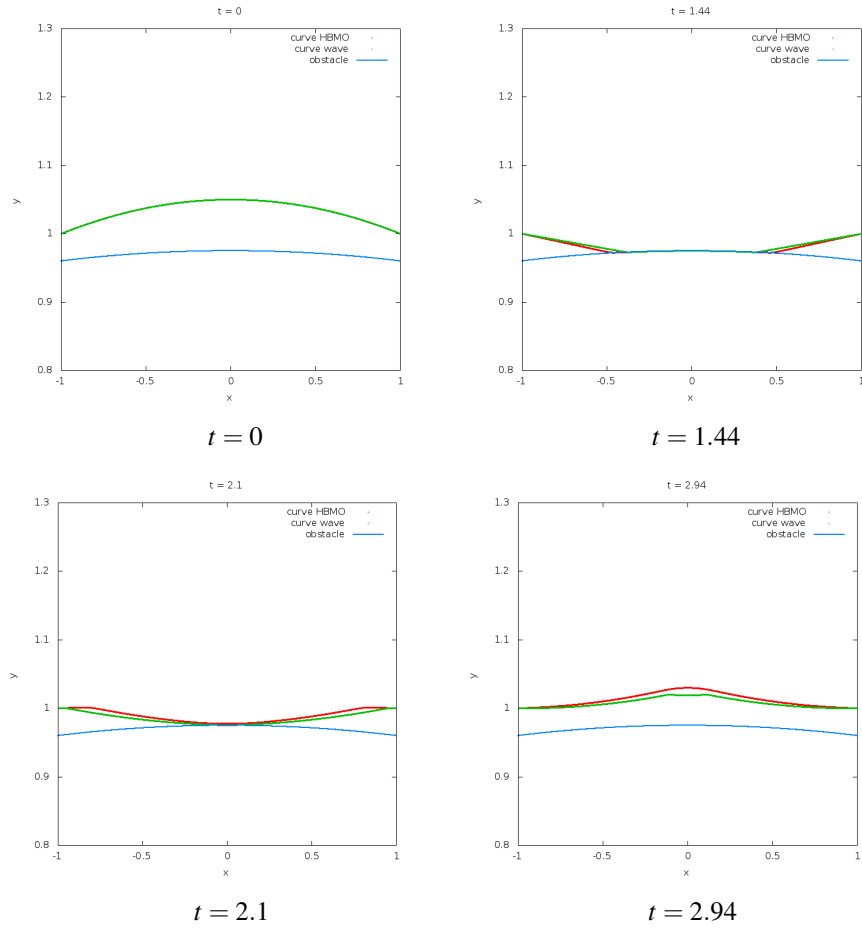 t = 0
1.3
1.2
1.1
1
0.9
0.8
y
curve HBMO
curve wave
obstacle
-1
-0.5
0
0.5
1
x
t = 0
t = 1.44
1.3
1.2
1.1
1
0.9
0.8
y
curve HBMO
curve wave
obstacle
-1
-0.5
0
0.5
1
x
t = 1.44
t = 2.1
1.3
1.2
1.1
1
0.9
0.8
y
curve HBMO
curve wave
obstacle
-1
-0.5
0
0.5
1
x
t = 2.1
t = 2.94
1.3
1.2
1.1
1
0.9
0.8
y
curve HBMO
curve wave
obstacle
-1
-0.5
0
0.5
1
x
t = 2.94